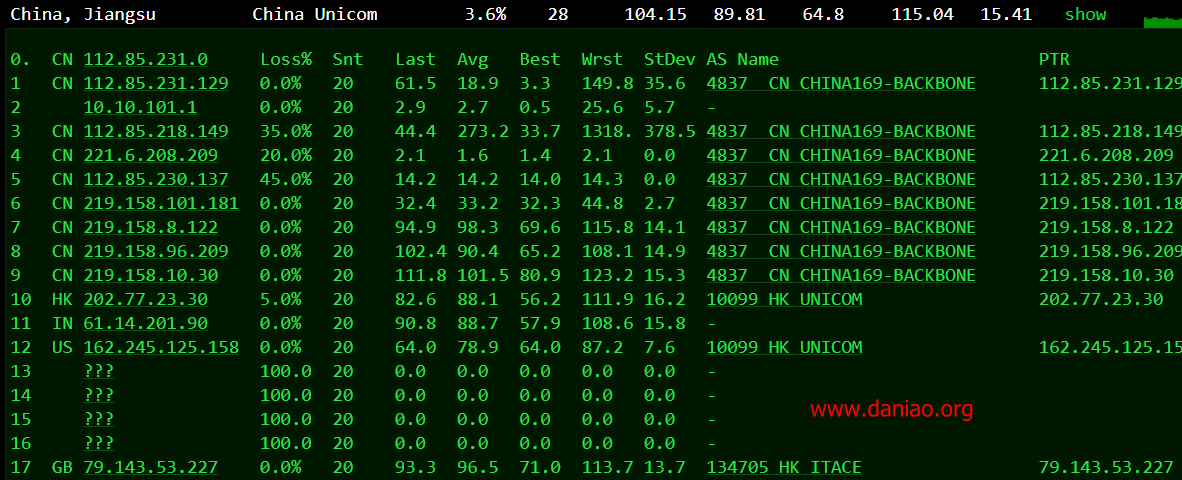 China, Jiangsu China Unicom 3.6% 28 104.15 89.81 64.8 115.04 15.41 show
0. CN 112.85.231.0 Loss% Snt Last Avg Best Wrst StDev AS Name PTR
1 CN 112.85.231.129 0.0% 20 61.5 18.9 3.3 149.8 35.6 4837 CN CHINA169-BACKBONE 112.85.231.129
2 10.10.101.1 0.0% 20 2.9 2.7 0.5 25.6 5.7 -
3 CN 112.85.218.149 35.0% 20 44.4 273.2 33.7 1318. 378.5 4837 CN CHINA169-BACKBONE 112.85.218.149
4 CN 221.6.208.209 20.0% 20 2.1 1.6 1.4 2.1 0.0 4837 CN CHINA169-BACKBONE 221.6.208.209
5 CN 112.85.230.137 45.0% 20 14.2 14.2 14.0 14.3 0.0 4837 CN CHINA169-BACKBONE 112.85.230.137
6 CN 219.158.101.181 0.0% 20 32.4 33.2 32.3 44.8 2.7 4837 CN CHINA169-BACKBONE 219.158.101.18
7 CN 219.158.8.122 0.0% 20 94.9 98.3 69.6 115.8 14.1 4837 CN CHINA169-BACKBONE 219.158.8.122
8 CN 219.158.96.209 0.0% 20 102.4 90.4 65.2 108.1 14.9 4837 CN CHINA169-BACKBONE 219.158.96.209
9 CN 219.158.10.30 0.0% 20 111.8 101.5 80.9 123.2 15.3 4837 CN CHINA169-BACKBONE 219.158.10.30
10 HK 202.77.23.30 5.0% 20 82.6 88.1 56.2 111.9 16.2 10099 HK UNICOM 202.77.23.30
11 IN 61.14.201.90 0.0% 20 90.8 88.7 57.9 108.6 15.8 -
12 US 162.245.125.158 0.0% 20 64.0 78.9 64.0 87.2 7.6 10099 HK UNICOM 162.245.125.15
13 ??? 100.0 20 0.0 0.0 0.0 0.0 0.0 -
14 ??? 100.0 20 0.0 0.0 0.0 0.0 0.0 -
15 ??? 100.0 20 0.0 0.0 0.0 0.0 0.0 -
www.daniao.org
16 ??? 100.0 20 0.0 0.0 0.0 0.0 0.0 -
17 GB 79.143.53.227 0.0% 20 93.3 96.5 71.0 113.7 13.7 134705 HK ITACE 79.143.53.227